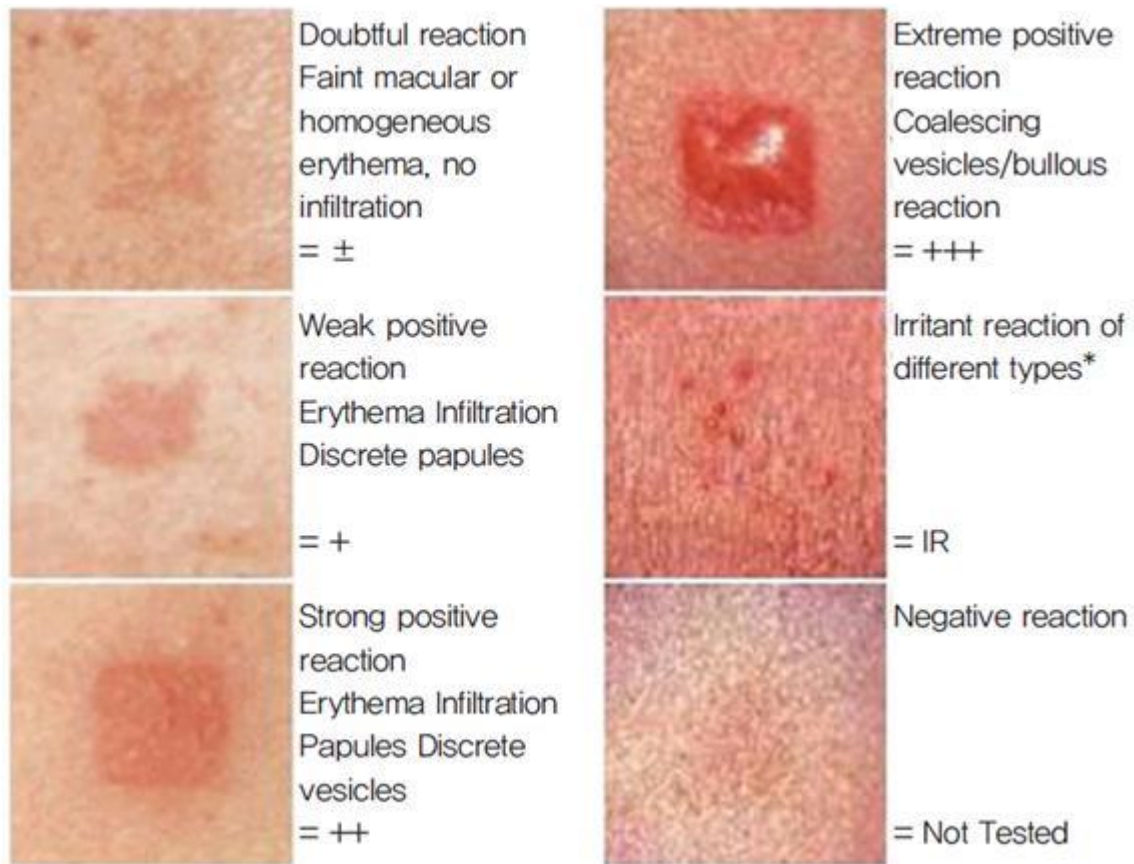 Doubtful reaction
Faint macular or
homogeneous
erythema, no
infiltration
= ±
Weak positive
reaction
Erythema Infiltration
Discrete papules
= +
Strong positive
reaction
Erythema Infiltration
Papules Discrete
vesicles
= ++
Extreme positive
reaction
Coalescing
vesicles/bullous
reaction
= +++
Irritant reaction of
different types*
= IR
Negative reaction
= Not Tested